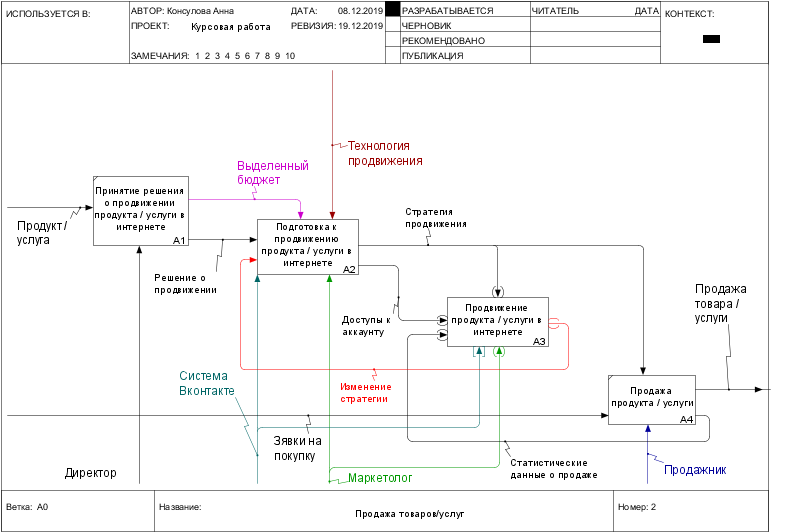 ИСПОЛЬЗУЕТСЯ В:
АВТОР: Консулова Анна
ДАТА: 08.12.2019
ПРОЕКТ: Курсовая работа
РЕВИЗИЯ: 19.12.2019
ЗАМЕЧАНИЯ: 1 2 3 4 5 6 7 8 9 10
РАЗРАБАТЫВАЕТСЯ
ЧЕРНОВИК
РЕКОМЕНДОВАНО
ПУБЛИКАЦИЯ
ЧИТАТЕЛЬ
ДАТА
КОНТЕКСТ:
Технология
продвижения
Выделенный
бюджет
Принятие решения
о продвижении
продукта / услуги в
интернете
A1
Продукт /
услуга
Решение о
продвижении
Подготовка к
продвижению
продукта / услуги в
интернете
A2
Стратегия
продвижения
Доступы к
аккаунту
Продвижение
продукта / услуги в
интернете
A3
Продажа
товара /
услуги
Изменение
стратегии
Система
Вконтакте
Продажа
продукта / услуги
A4
Зявки на
покупку
Статистические
данные о продаже
Директор
Маркетолог
Продажник
Ветка: A0
Название:
Продажа товаров/услуг
Номер: 2